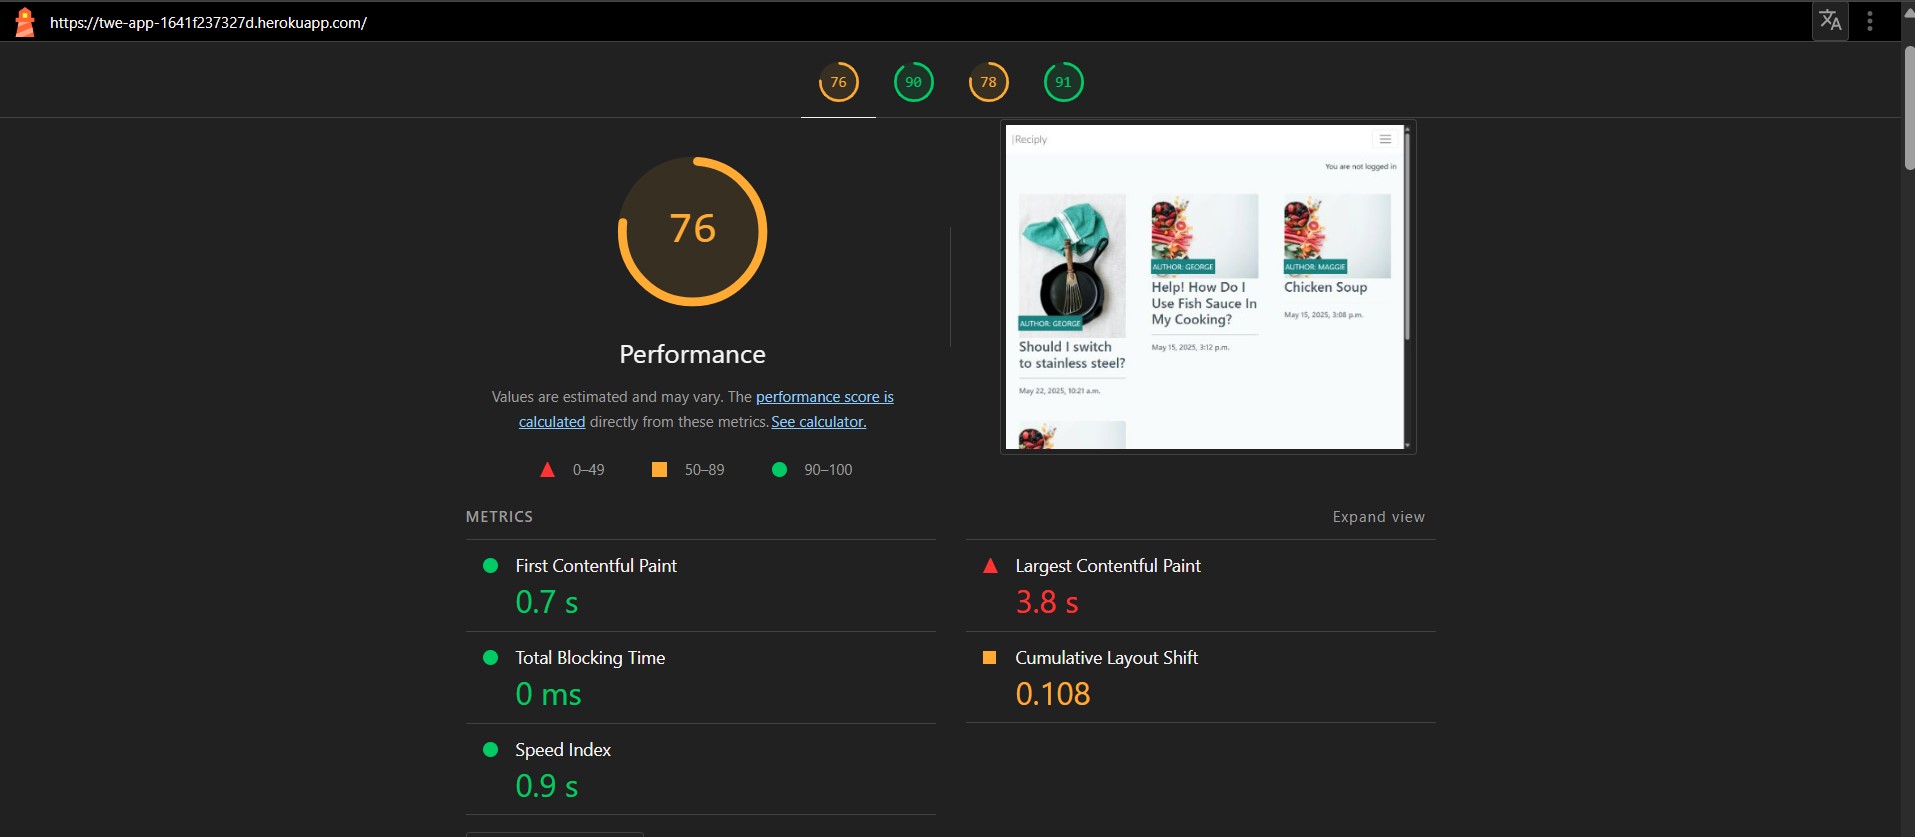 https://twe-app-1641f237327d.herokuapp.com/
76
90
78
91
76
Performance
Values are estimated and may vary. The performance score is
calculated directly from these metrics. See calculator.
0–49
50–89
90–100
|Reciply
You are not logged in
AUTHOR: GEORGE
Should I switch
to stainless steel?
May 22, 2025, 10:21 a.m.
AUTHOR: GEORGE
Help! How Do I
Use Fish Sauce In
My Cooking?
May 15, 2025, 3:12 p.m.
AUTHOR: MAGGIE
Chicken Soup
May 15, 2025, 3:08 p.m.
METRICS
Expand view
First Contentful Paint
0.7 s
Largest Contentful Paint
3.8 s
Total Blocking Time
0 ms
Cumulative Layout Shift
0.108
Speed Index
0.9 s